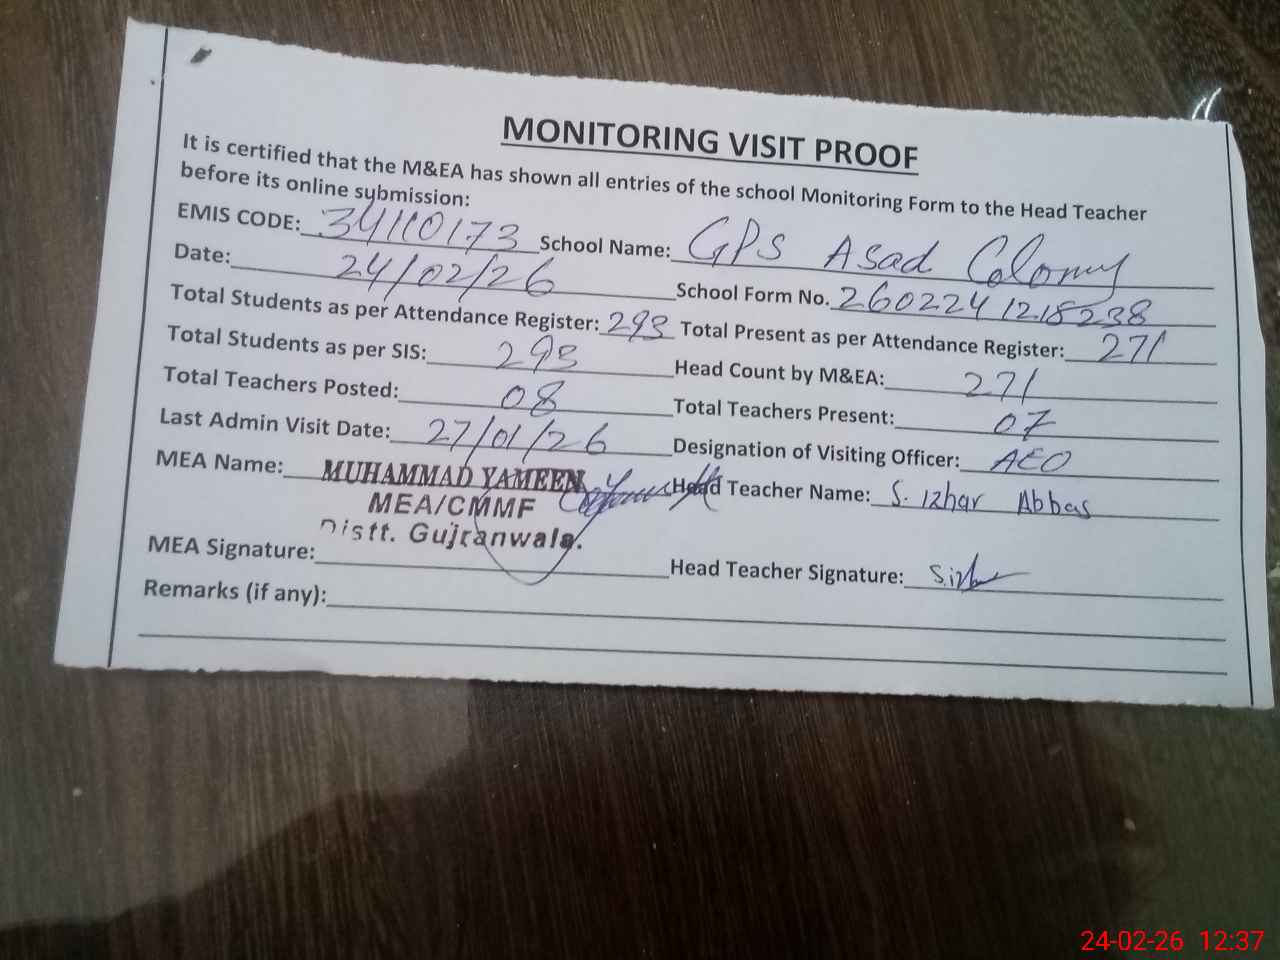 MONITORING VISIT PROOF
It is certified that the M&EA has shown all entries of the school Monitoring Form to the Head Teacher
before its online submission:
EMIS CODE: 34110173 School Name: GPS Asad Colony
Date: 24/02/26 School Form No. 2602241218238
Total Students as per Attendance Register: 293 Total Present as per Attendance Register: 271
Total Students as per SIS: 293 Head Count by M&EA: 271
Total Teachers Posted: 08 Total Teachers Present: 07
Last Admin Visit Date: 27/01/26 Designation of Visiting Officer: AEO
MEA Name: MUHAMMAD YAMEEN Head Teacher Name: S. Izhar Abbas
MEA/CMMF
Distt. Gujranwala.
MEA Signature: Head Teacher Signature: S.izh
Remarks (if any):
24-02-26 12:37